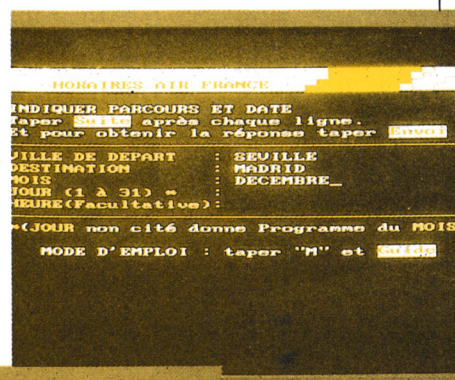 HORAIRES AIR FRANCE
INDIQUER PARCOURS ET DATE
Taper Suite après chaque ligne.
Et pour obtenir la réponse taper Envoi
VILLE DE DEPART : SEVILLE
DESTINATION : MADRID
MOIS : DECEMBRE_
JOUR (1 à 31) * :
HEURE(Facultative):
*(JOUR non cité donne Programme du MOIS
MODE D'EMPLOI : taper "M" et Guide